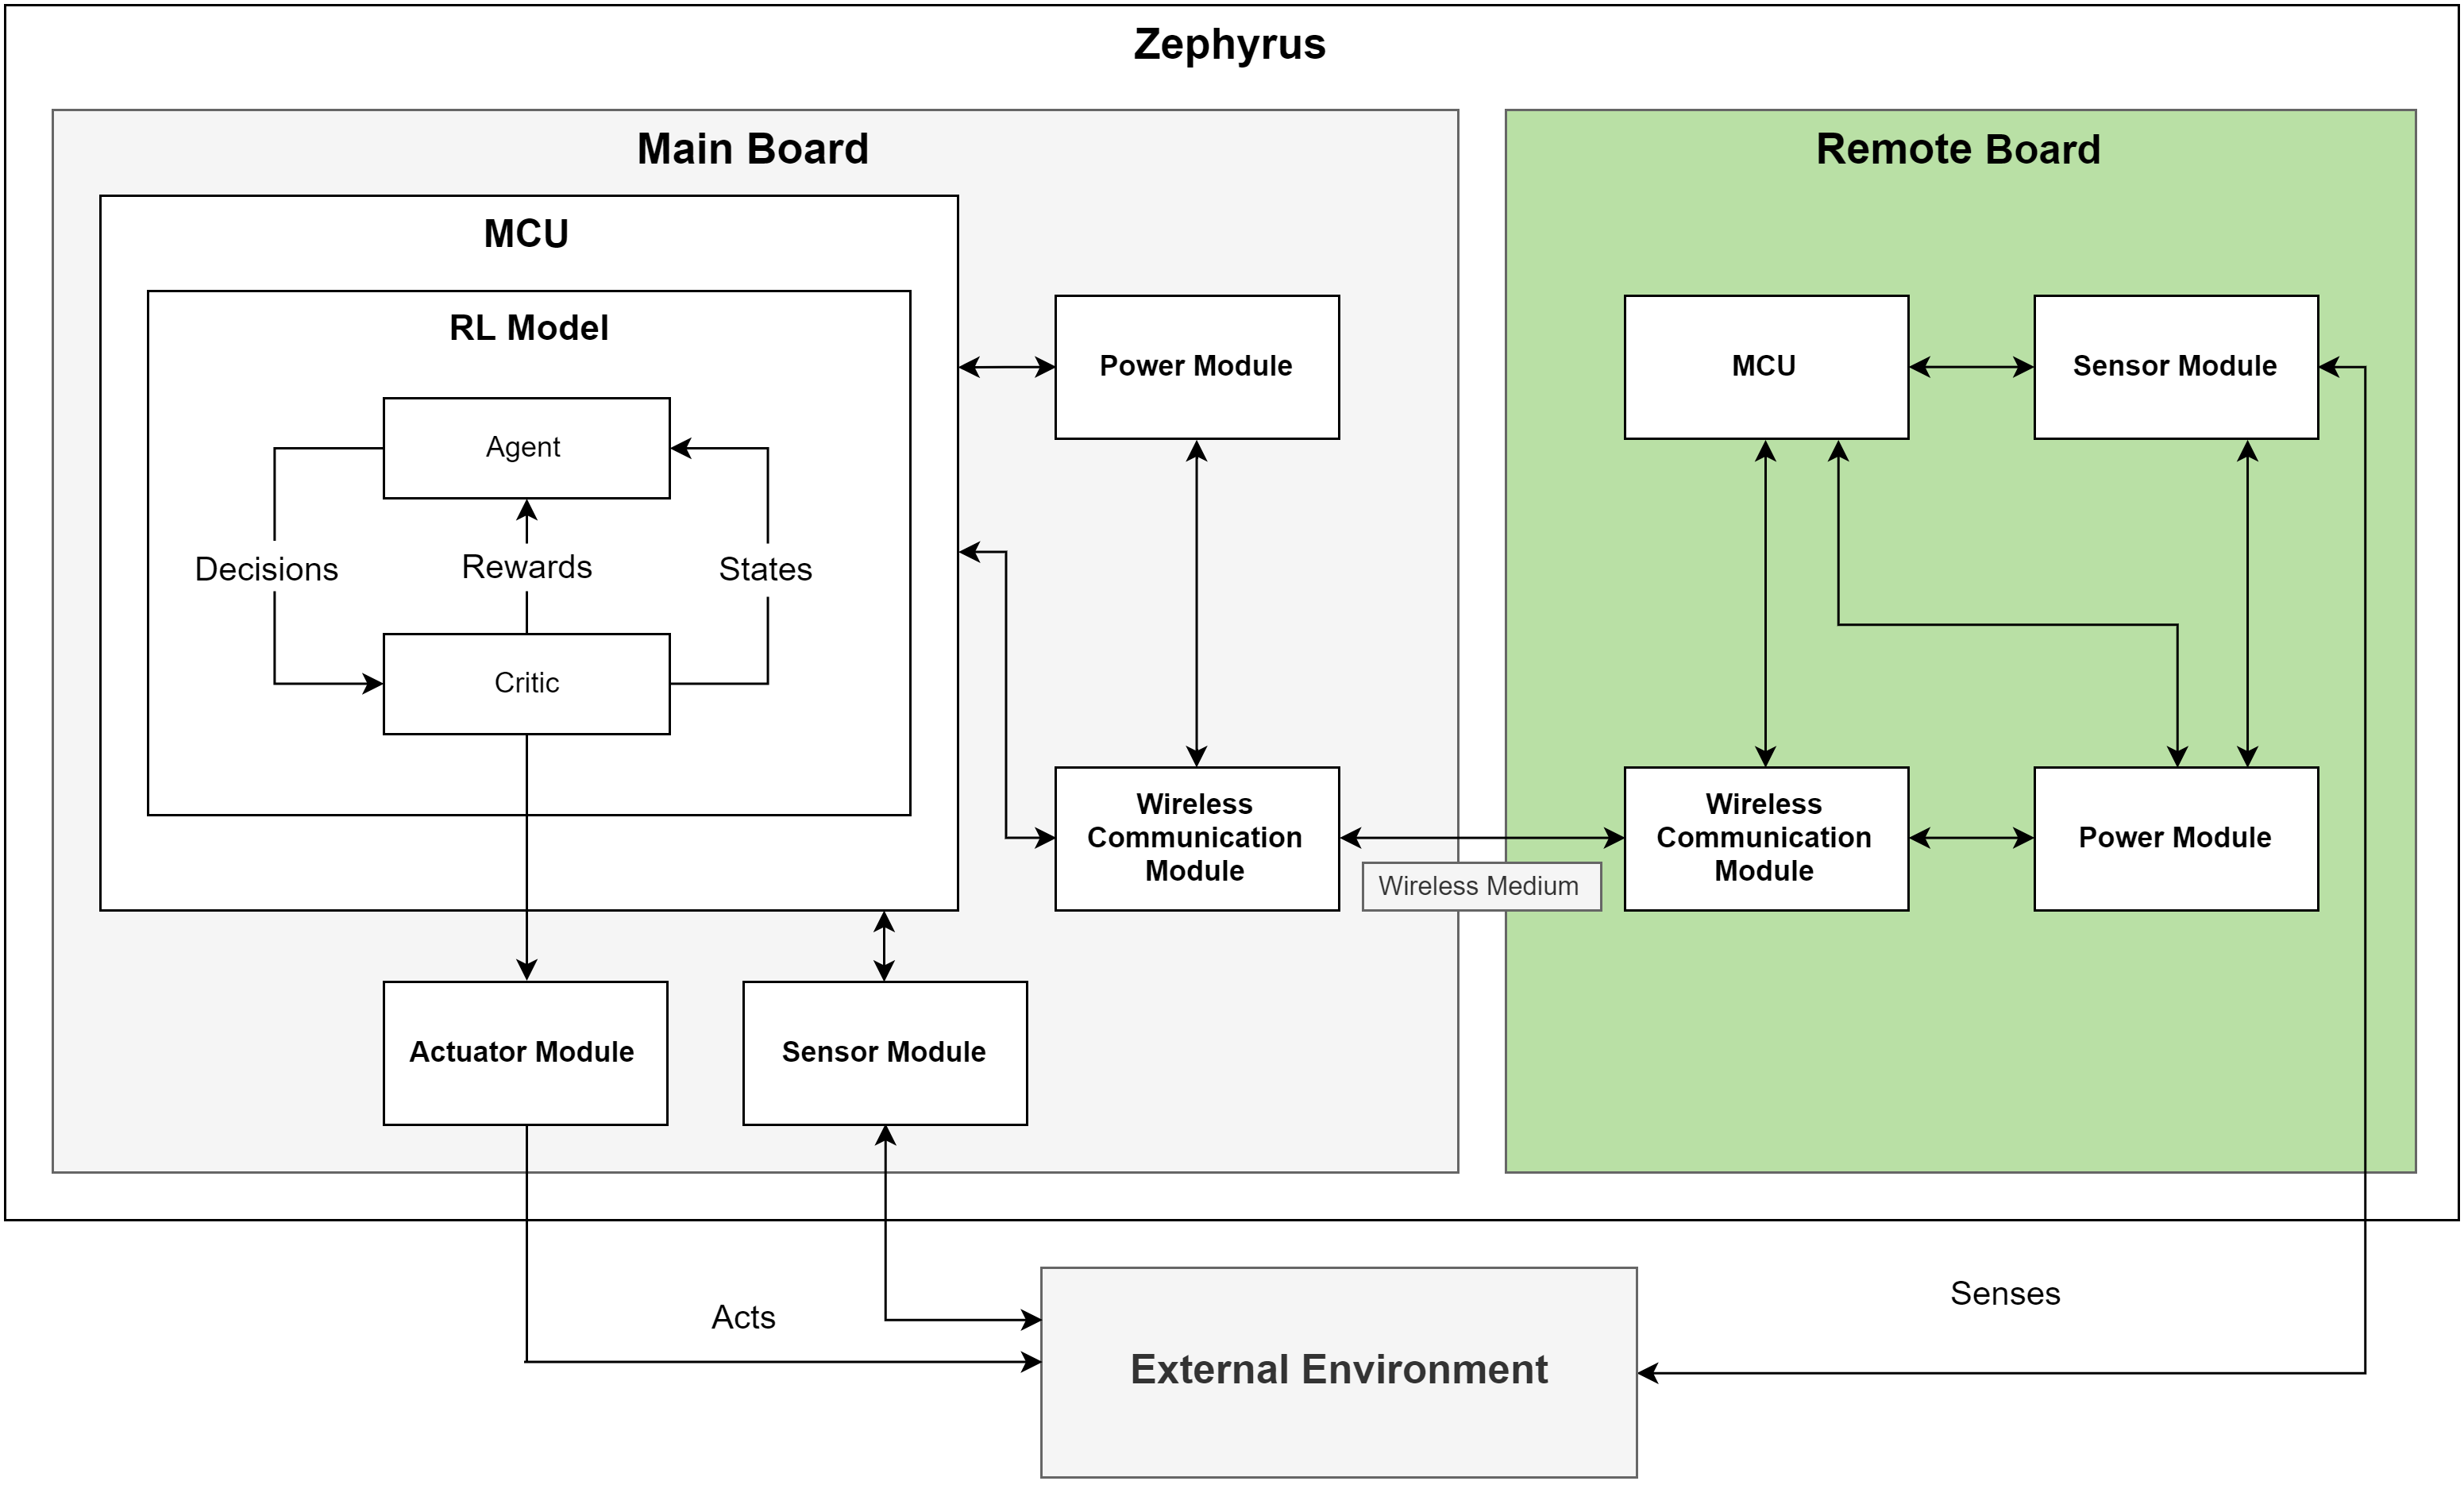 Zephyrus
Main Board
MCU
RL Model
Agent
Decisions
Rewards
States
Critic
Power Module
Wireless
Communication
Module
Actuator Module
Sensor Module
Wireless Medium
Remote Board
MCU
Sensor Module
Wireless
Communication
Module
Power Module
Acts
External Environment
Senses